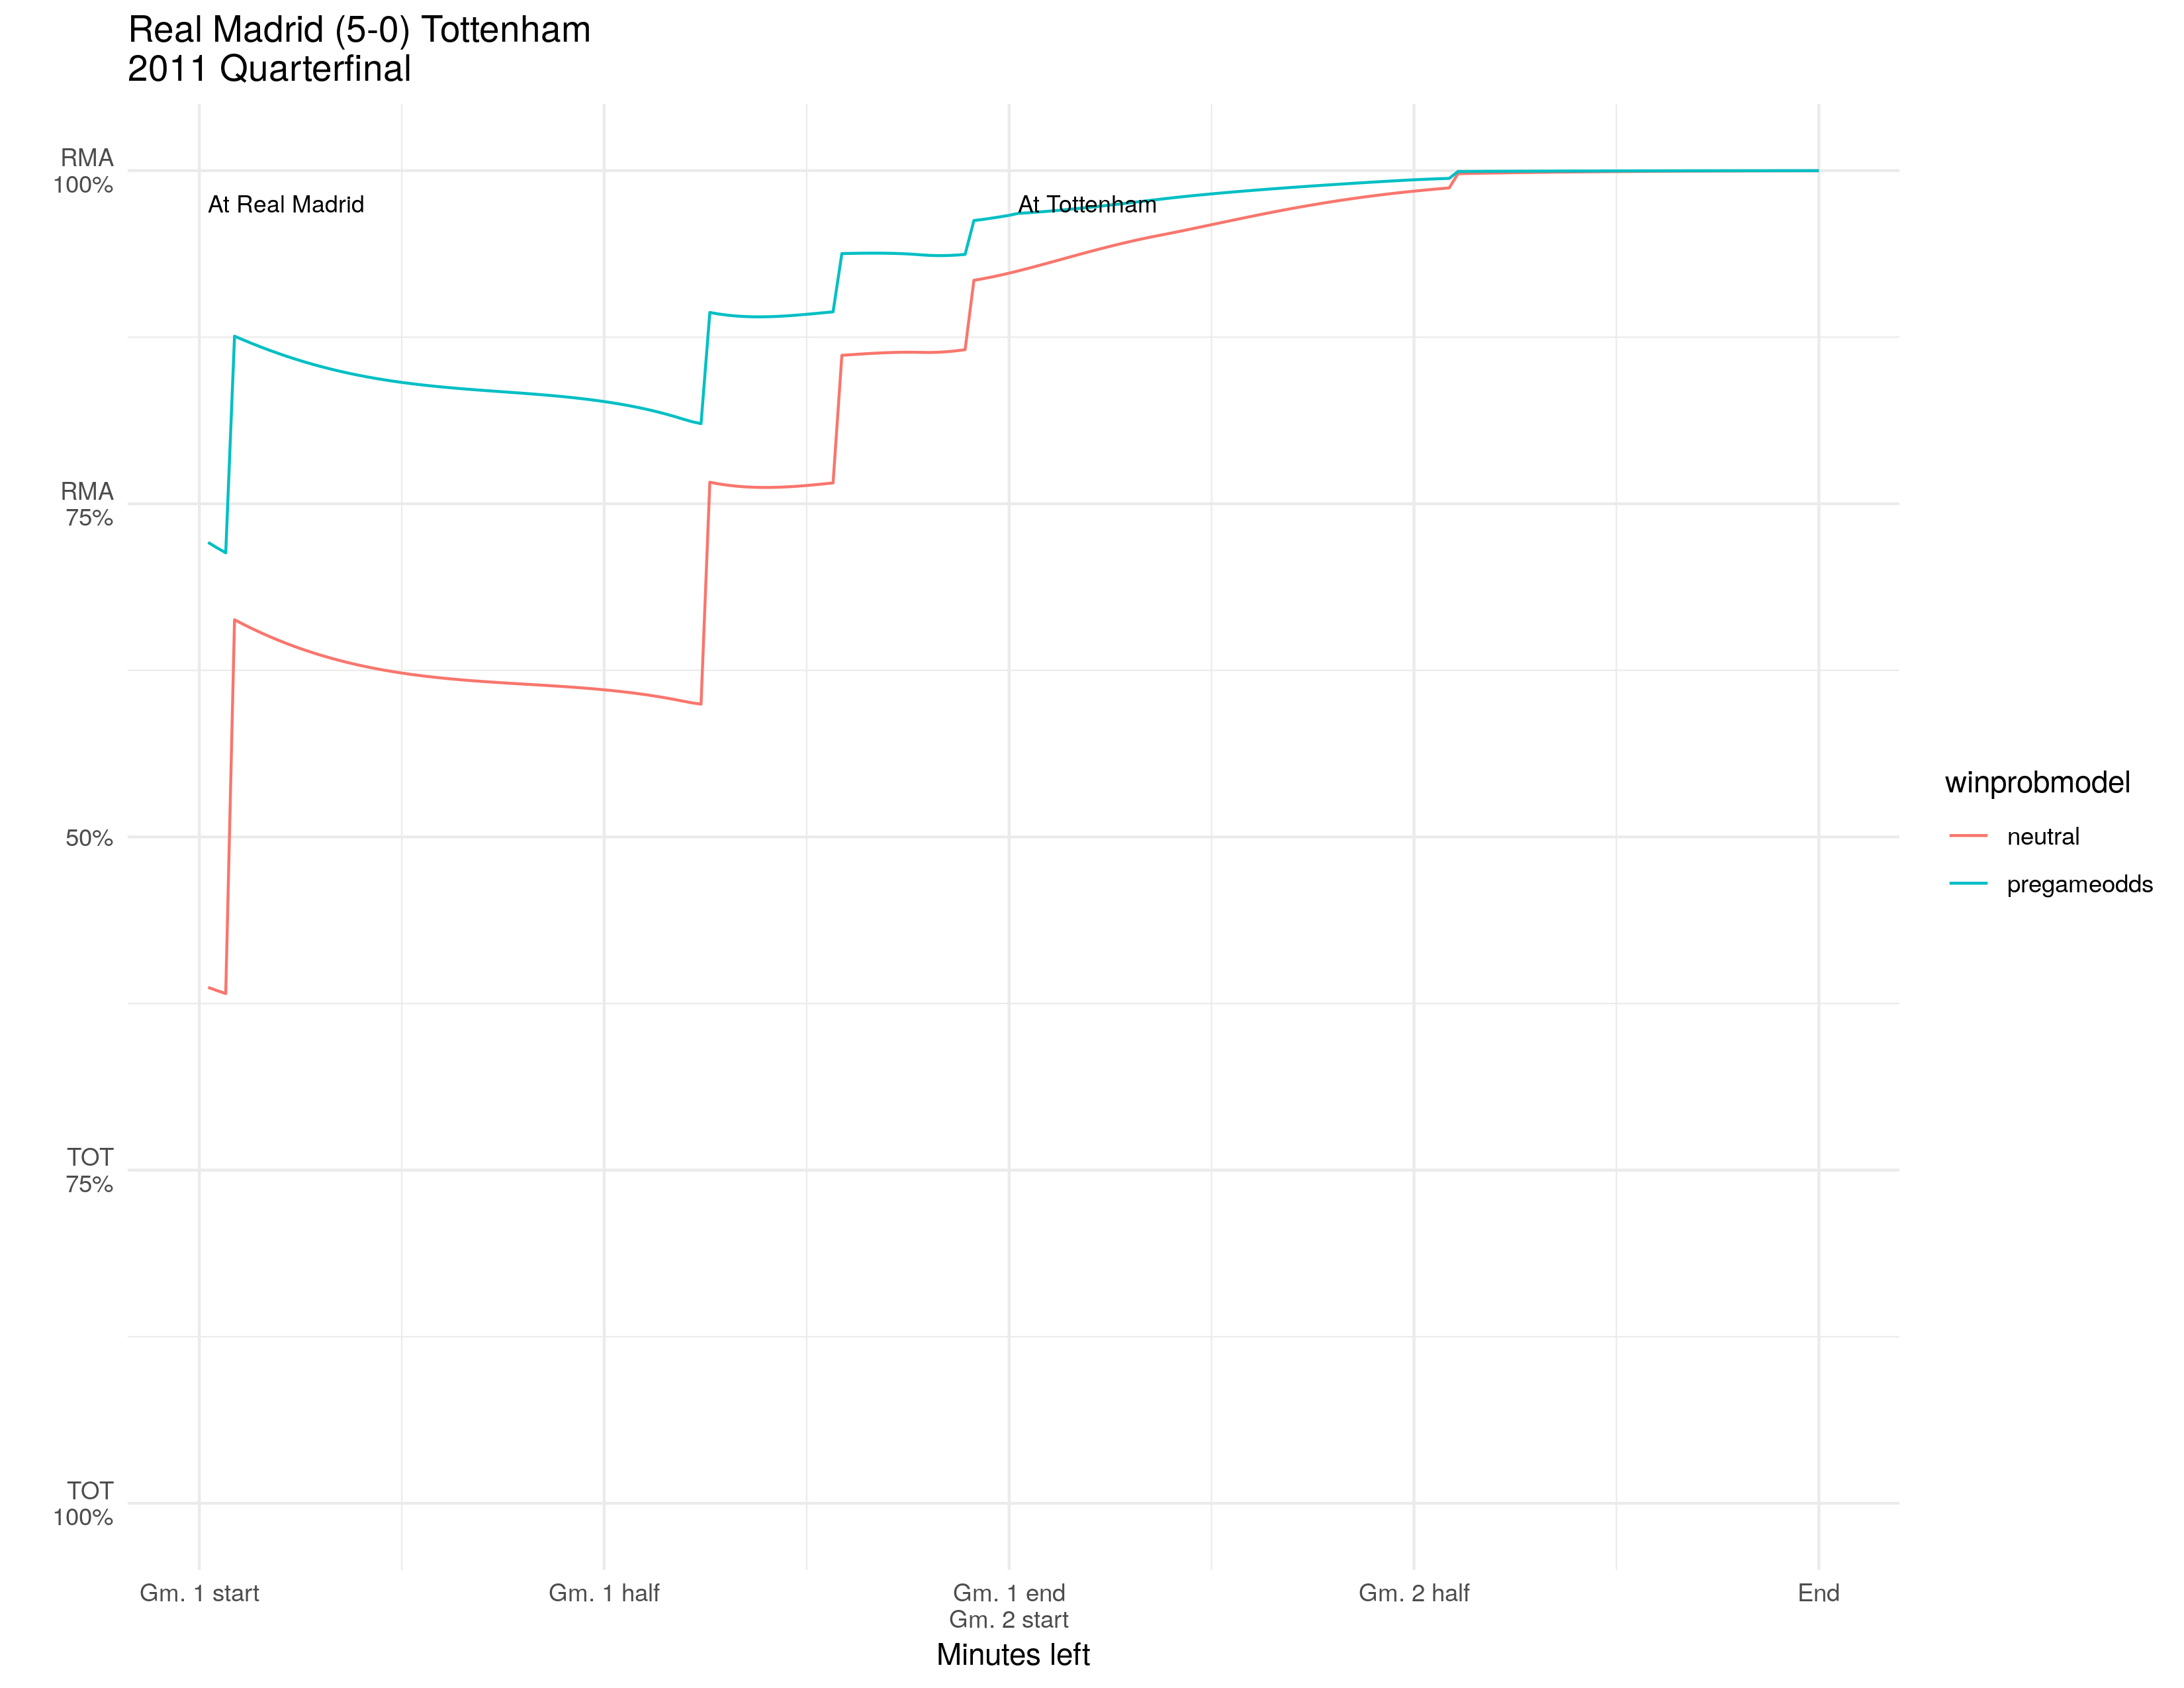 Real Madrid (5-0) Tottenham
2011 Quarterfinal
RMA
100%
At Real Madrid
At Tottenham
RMA
75%
50%
TOT
75%
TOT
100%
winprobmodel
neutral
pregameodds
Gm. 1 start
Gm. 1 half
Gm. 1 end
Gm. 2 start
Gm. 2 half
End
Minutes left